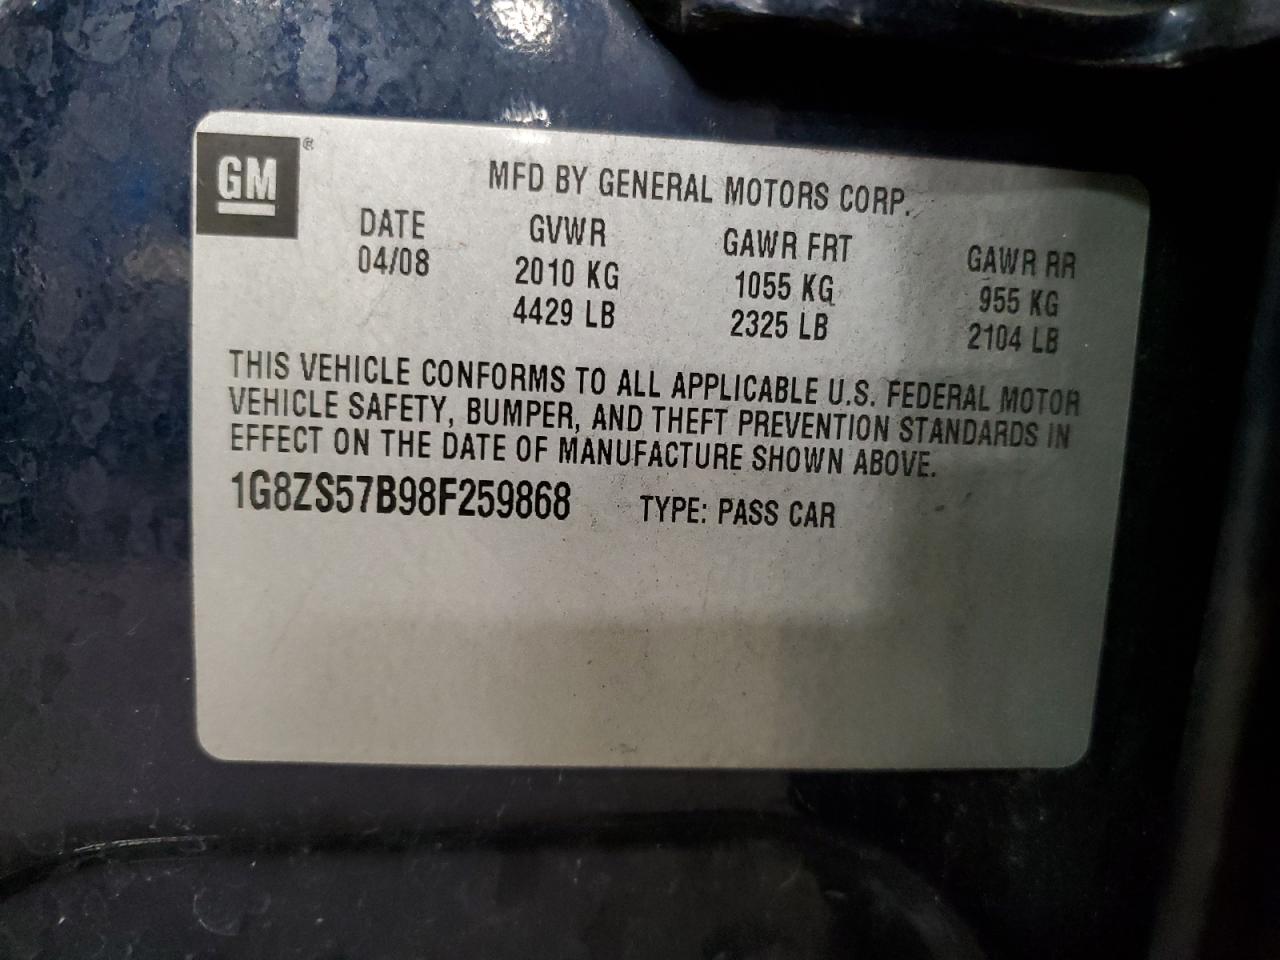 GM®
MFD BY GENERAL MOTORS CORP.
DATE GVWR GAWR FRT GAWR RR
04/08 2010 KG 1055 KG 955 KG
4429 LB 2325 LB 2104 LB
THIS VEHICLE CONFORMS TO ALL APPLICABLE U.S. FEDERAL MOTOR
VEHICLE SAFETY, BUMPER, AND THEFT PREVENTION STANDARDS IN
EFFECT ON THE DATE OF MANUFACTURE SHOWN ABOVE.
1G8ZS57B98F259868 TYPE: PASS CAR